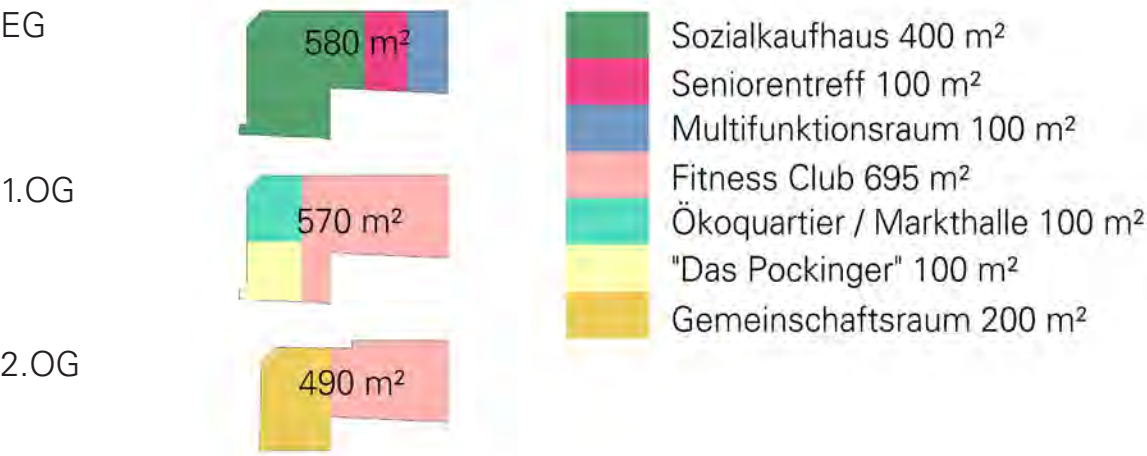 EG
580 m²
1.OG
570 m²
2.OG
490 m²
Sozialkaufhaus 400 m²
Seniorentreff 100 m²
Multifunktionsraum 100 m²
Fitness Club 695 m²
Ökoquartier / Markthalle 100 m²
"Das Pockinger" 100 m²
Gemeinschaftsraum 200 m²